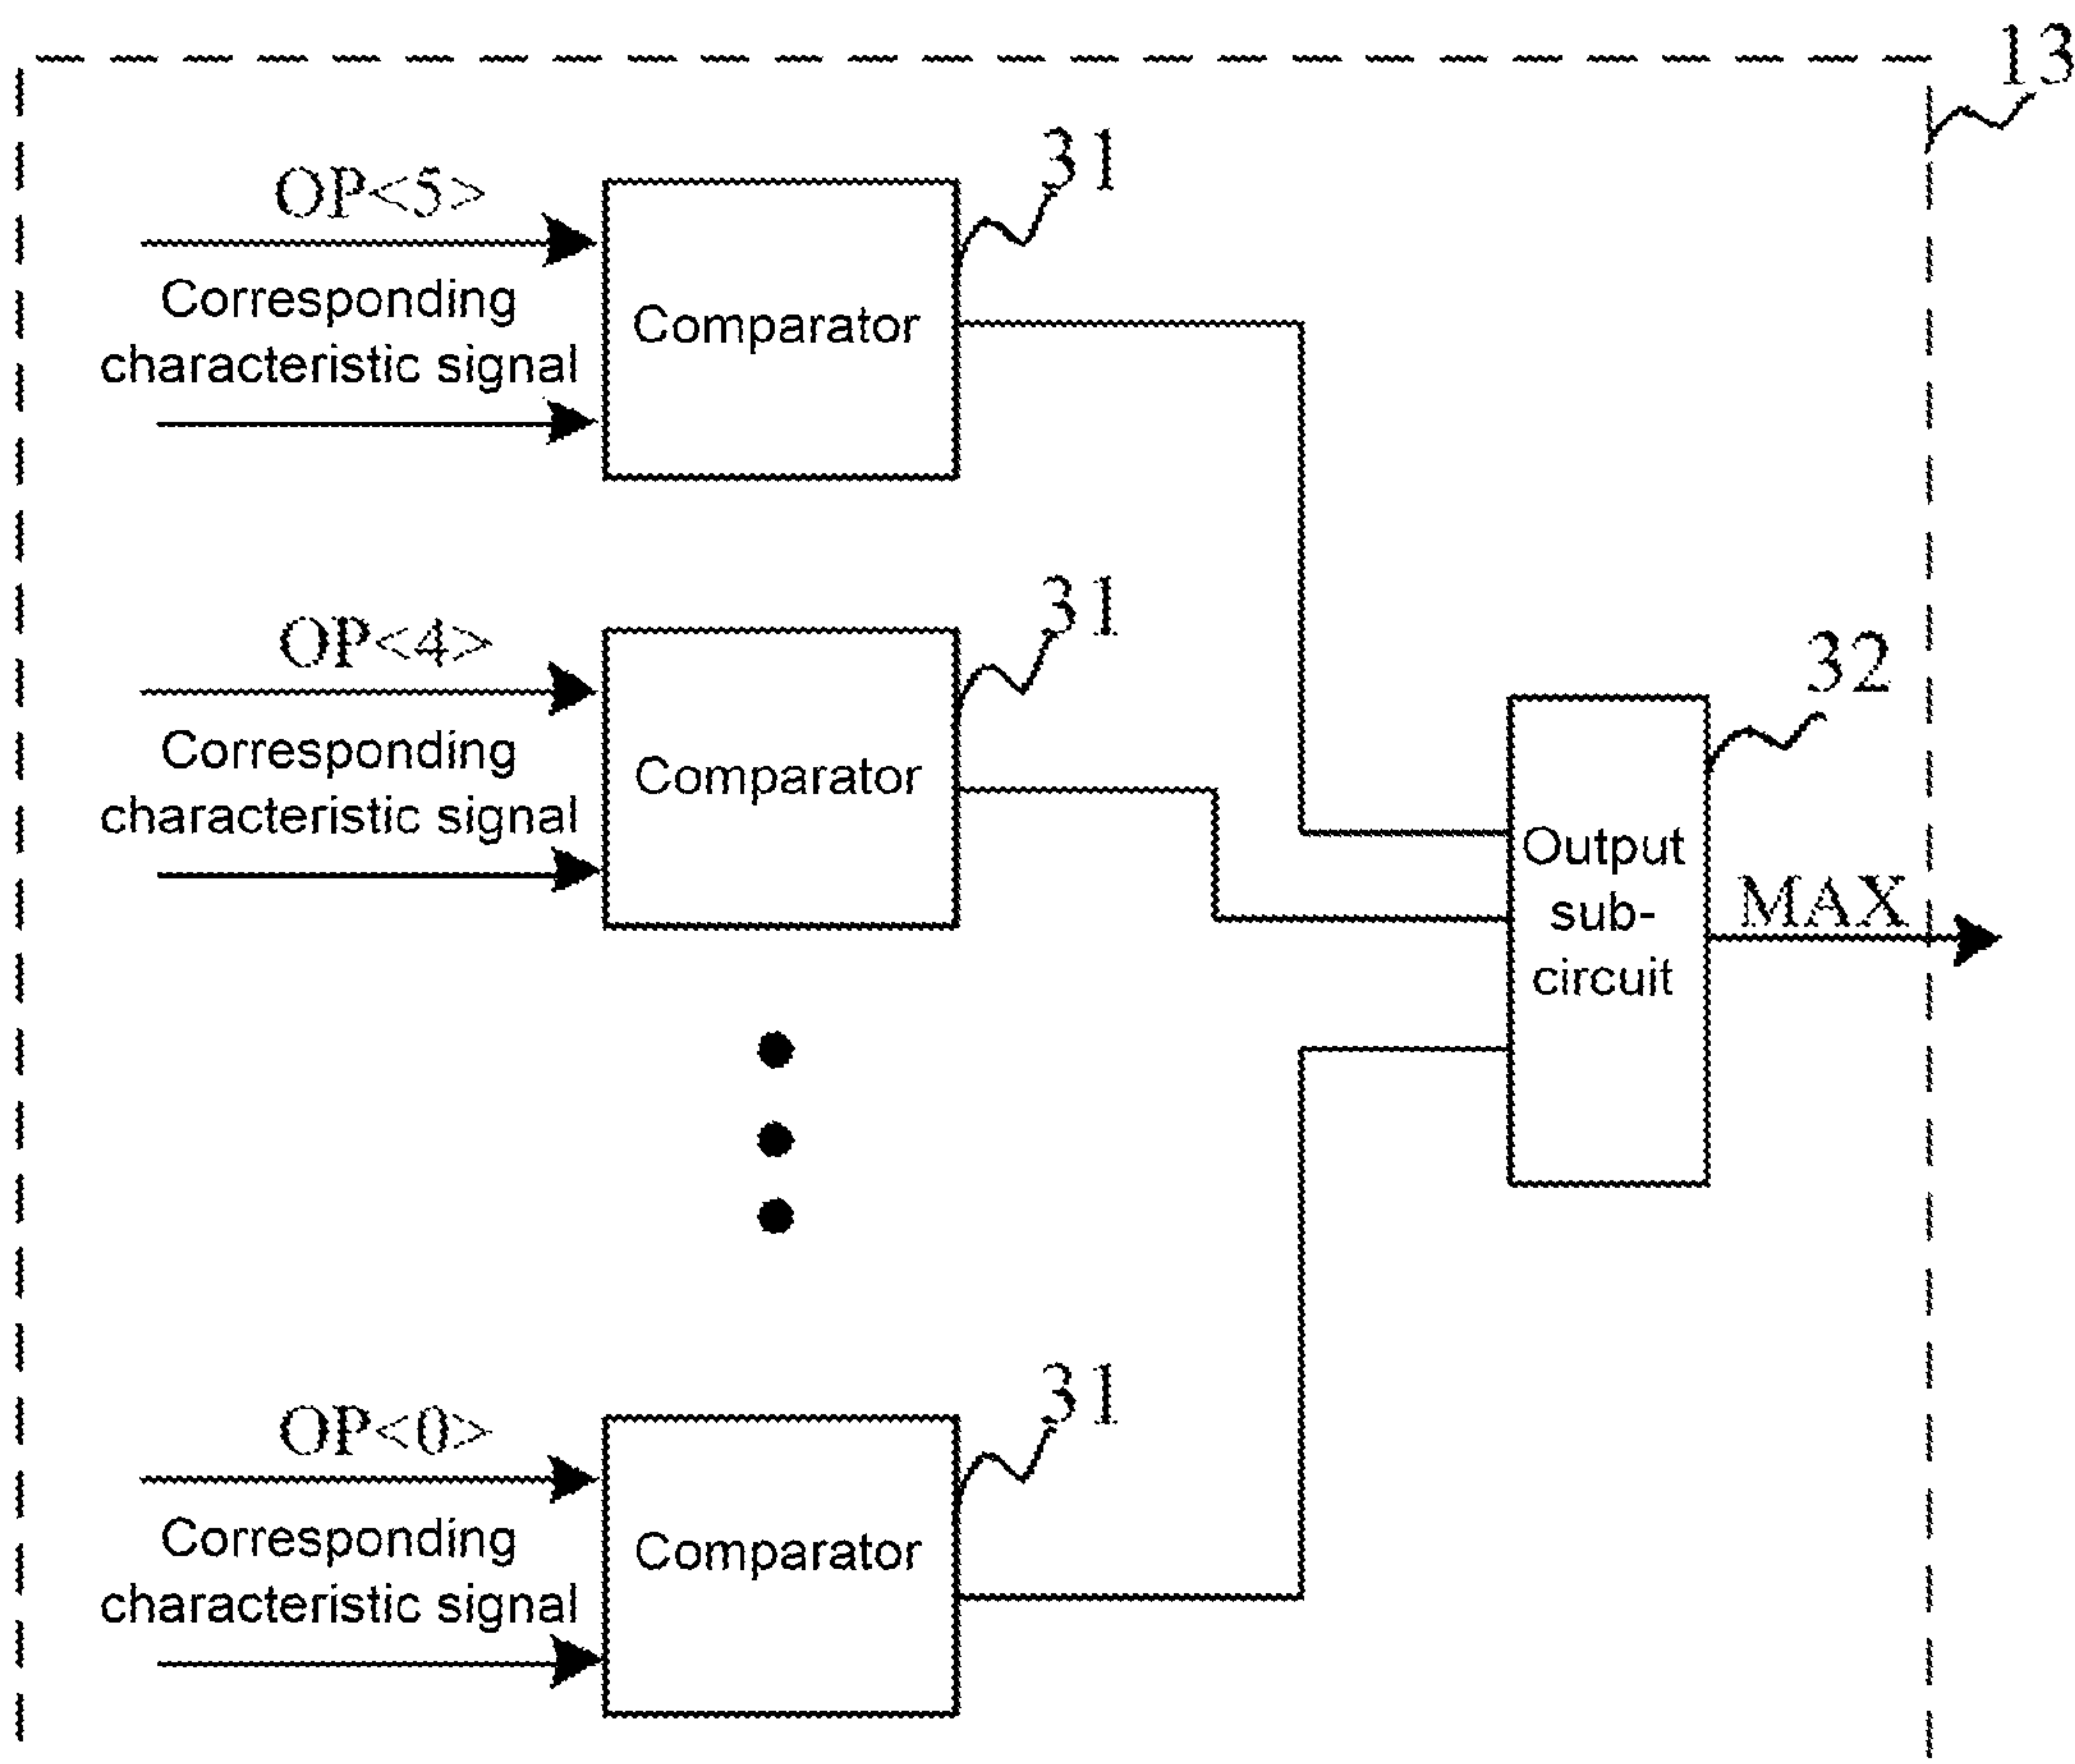 13
OP<5>
31
Corresponding
characteristic signal
Comparator
OP<4>
31
Corresponding
characteristic signal
Comparator
32
Output
sub-
circuit
MAX
OP<0>
31
Corresponding
characteristic signal
Comparator